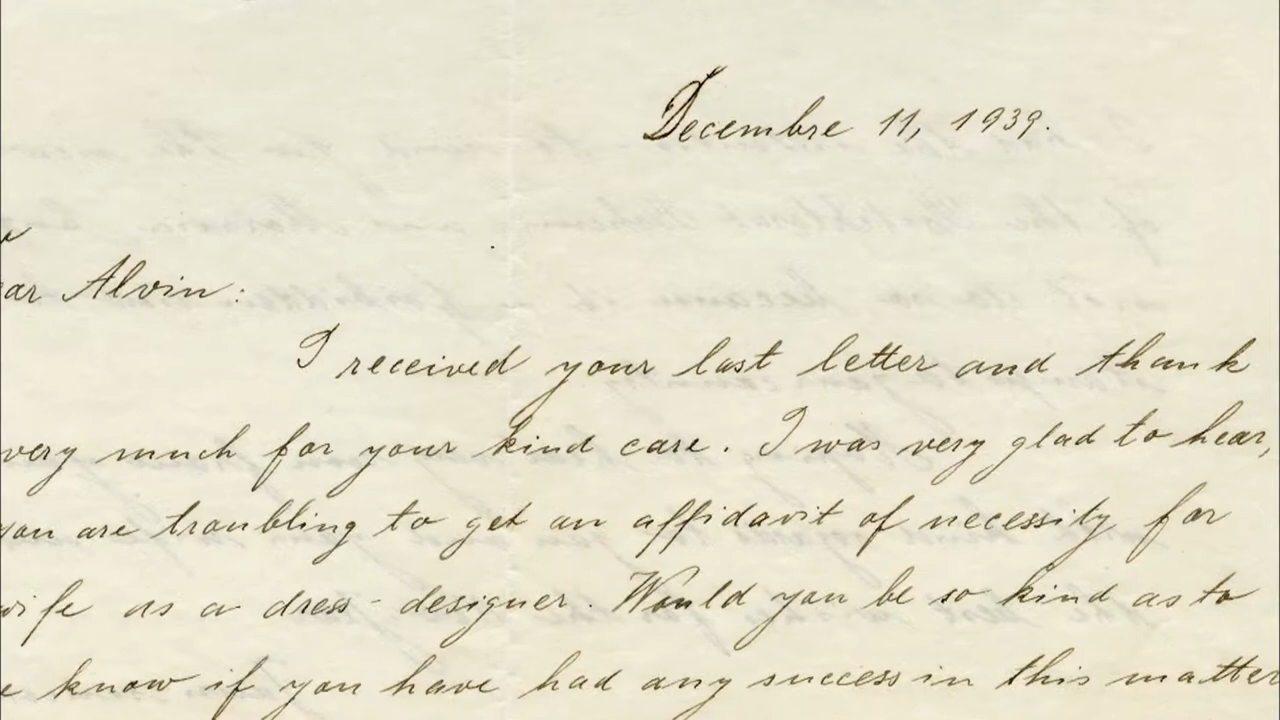 Decembre 11, 1939.
ar Alvin:
I received your last letter and thank
very much for your kind care. I was very glad to hear,
you are troubling to get an affidavit of necessity for
wife as a dress-designer. Would you be so kind as to
e know if you have had any success in this matter